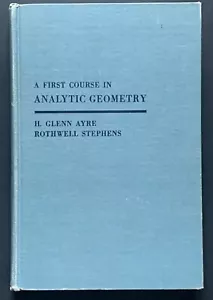 A FIRST COURSE IN
ANALYTIC GEOMETRY
H. GLENN AYRE
ROTHWELL STEPHENS